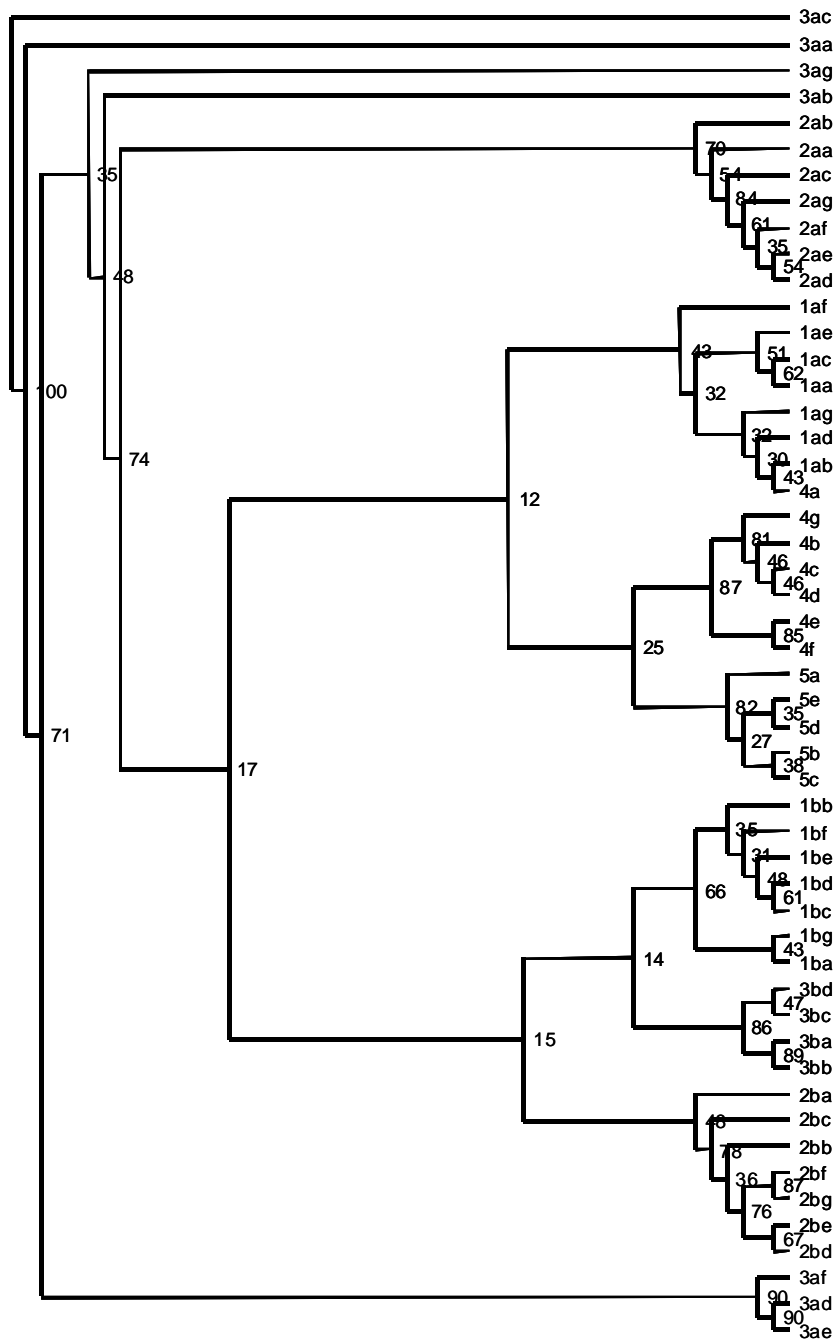 3ac
3aa
3ag
3ab
2ab
70
2aa
54
35
2ac
84
2ag
61
2af
35
2ae
54
48
2ad
1af
1ae
43
51
1ac
62
1aa
100
32
1ag
32
1ad
74
30
1ab
43
4a
12
4g
81
4b
46
4c
46
87
4d
4e
85
25
4f
5a
5e
82
35
5d
71
27
5b
38
17
5c
1bb
35
1bf
31
1be
48
1bd
66
61
1bc
1bg
43
14
1ba
3bd
47
3bc
86
15
3ba
89
3bb
2ba
48
2bc
78
2bb
2bf
36
87
2bg
76
2be
67
2bd
3af
90
3ad
90
3ae